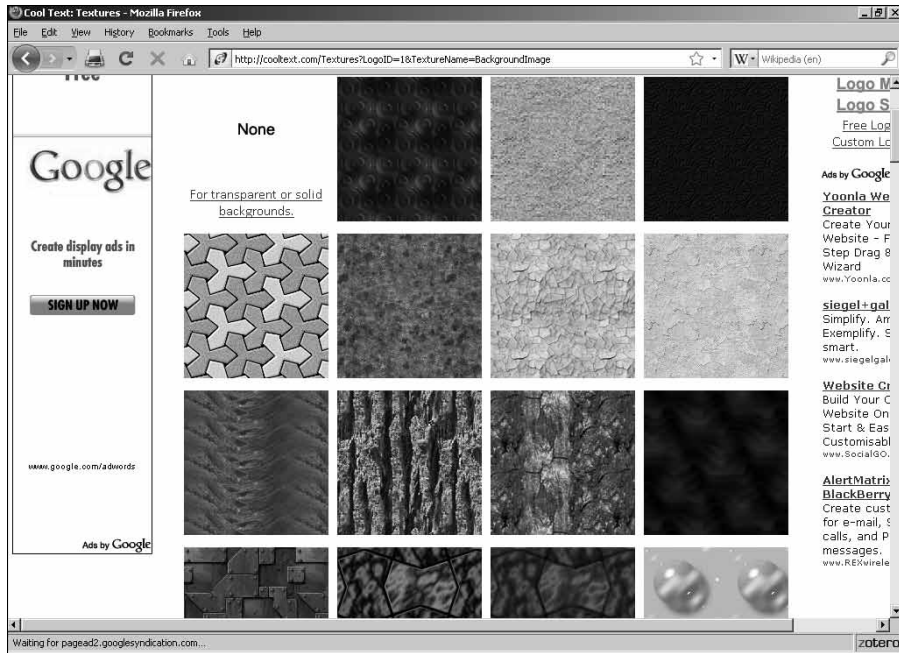 Cool Text: Textures - Mozilla Firefox
File Edit View History Bookmarks Tools Help
http://cooltext.com/Textures?LogoID=1&TextureName=BackgroundImage
W Wikipedia (en)
Free
Google
Create display ads in
minutes
SIGN UP NOW
www.google.com/adwords
Ads by Google
None
For transparent or solid
backgrounds.
Logo M
Logo S
Free Log
Custom Lo
Ads by Google
Yoonla We
Creator
Create Your
Website - F
Step Drag &
Wizard
www.Yoonla.co
siegel+gal
Simplify. Am
Exemplify. S
smart.
www.siegelgale
Website Cr
Build Your O
Website On
Start & Eas
Customisabl
www.SocialGO.
AlertMatrix
BlackBerry
Create cust
for e-mail, S
calls, and P
messages.
www.REXwirele
Waiting for pagead2.googlesyndication.com...
zotero